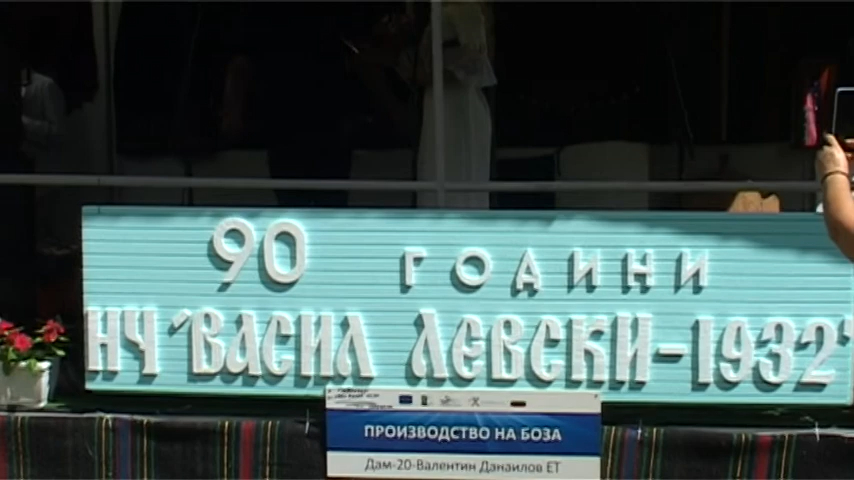 90 ГОДИНИ
НЧ "ВАСИЛ ЛЕВСКИ-1932"
ПРОИЗВОДСТВО НА БОЗА
Дам-20-Валентин Данаилов ЕТ